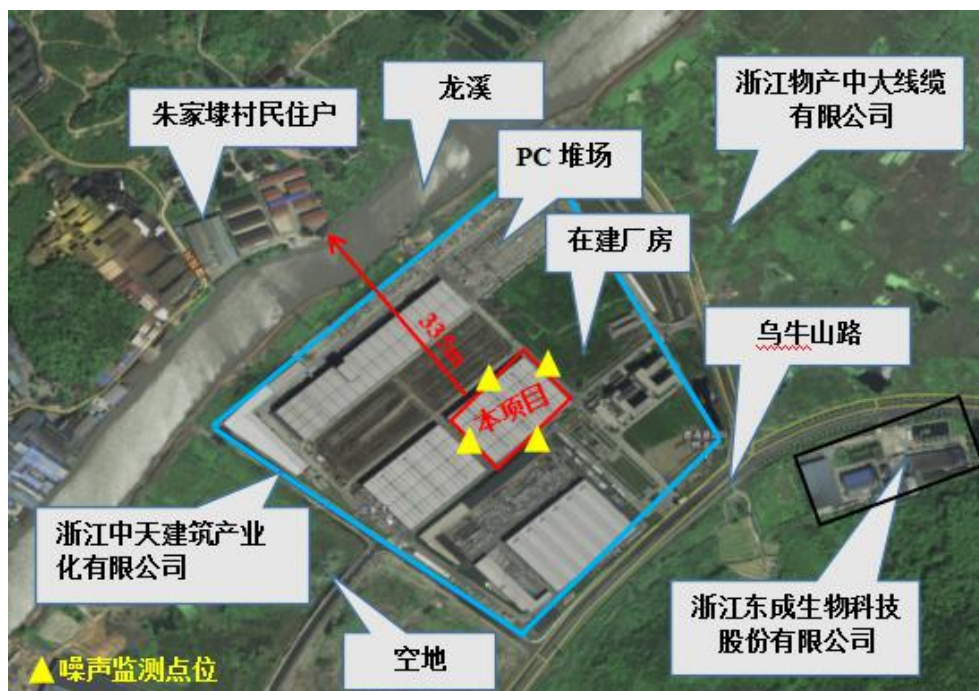 龙溪
浙江物产中大线缆
有限公司
朱家埭村民住户
PC 堆场
在建厂房
乌牛山路
本项目
浙江中天建筑产业
化有限公司
浙江东成生物科技
股份有限公司
空地
噪声监测点位